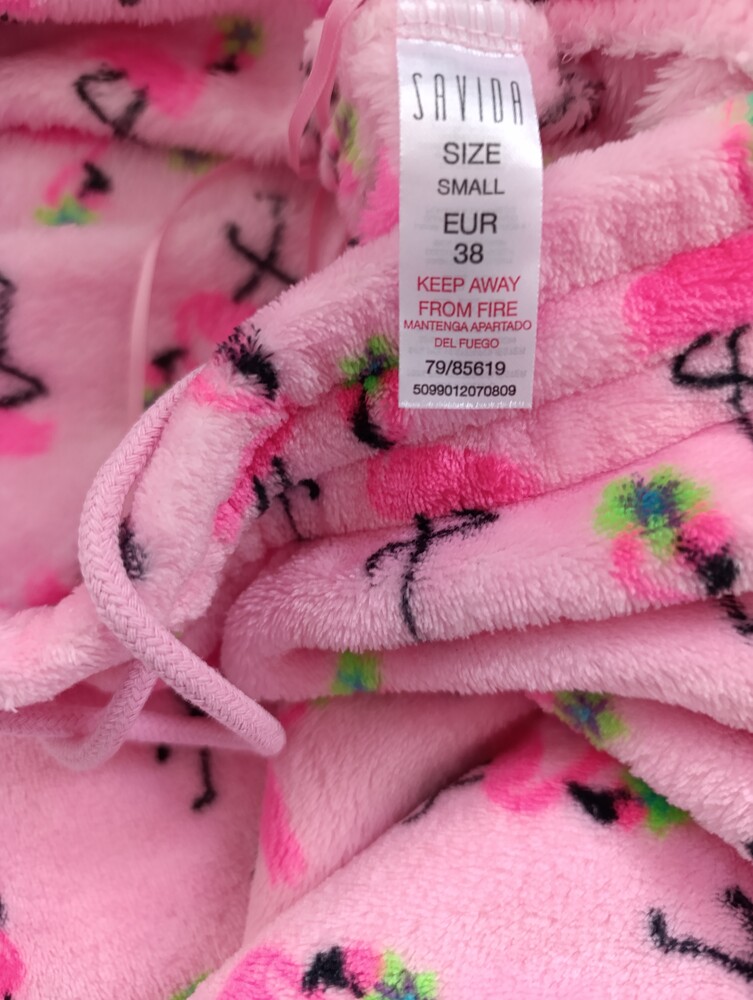 SAVIDA
SIZE
SMALL
EUR
38
KEEP AWAY
FROM FIRE
MANTENGA APARTADO
DEL FUEGO
79/85619
5099012070809